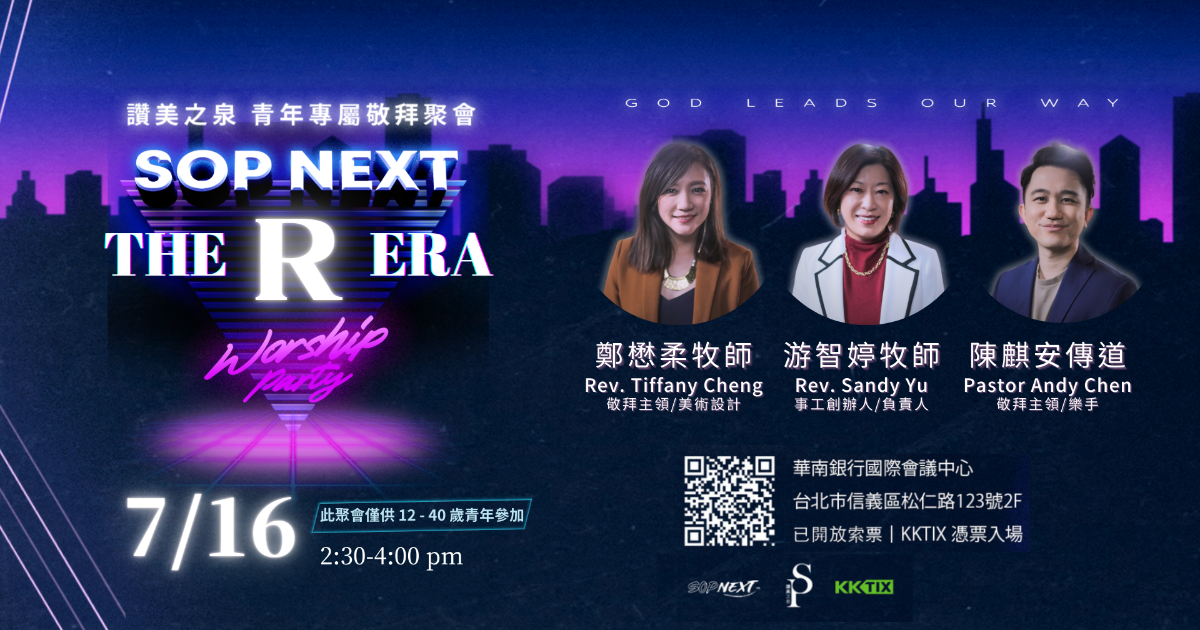 讚美之泉 青年專屬敬拜聚會
SOP NEXT
THE R ERA
Worship
Party
7/16
此聚會僅供 12 - 40 歲青年參加
2:30-4:00 pm
GOD LEADS OUR WAY
鄭懋柔牧師
Rev. Tiffany Cheng
敬拜主領/美術設計
游智婷牧師
Rev. Sandy Yu
事工創辦人/負責人
陳麒安傳道
Pastor Andy Chen
敬拜主領/樂手
華南銀行國際會議中心
台北市信義區松仁路123號2F
已開放索票 | KKTIX 憑票入場
SOP NEXT
SP
KKTIX